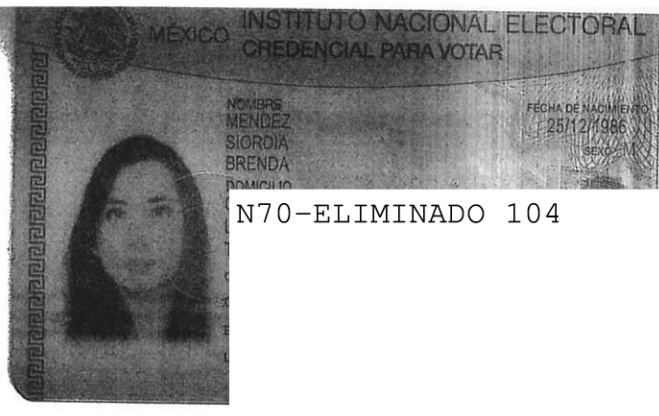 MÉXICO
INSTITUTO NACIONAL ELECTORAL
CREDENCIAL PARA VOTAR
NOMBRE
MENDEZ
SIORDIA
BRENDA
FECHA DE NACIMIENTO
25/12/1986
SEXO M
DOMICILIO
N70-ELIMINADO 104